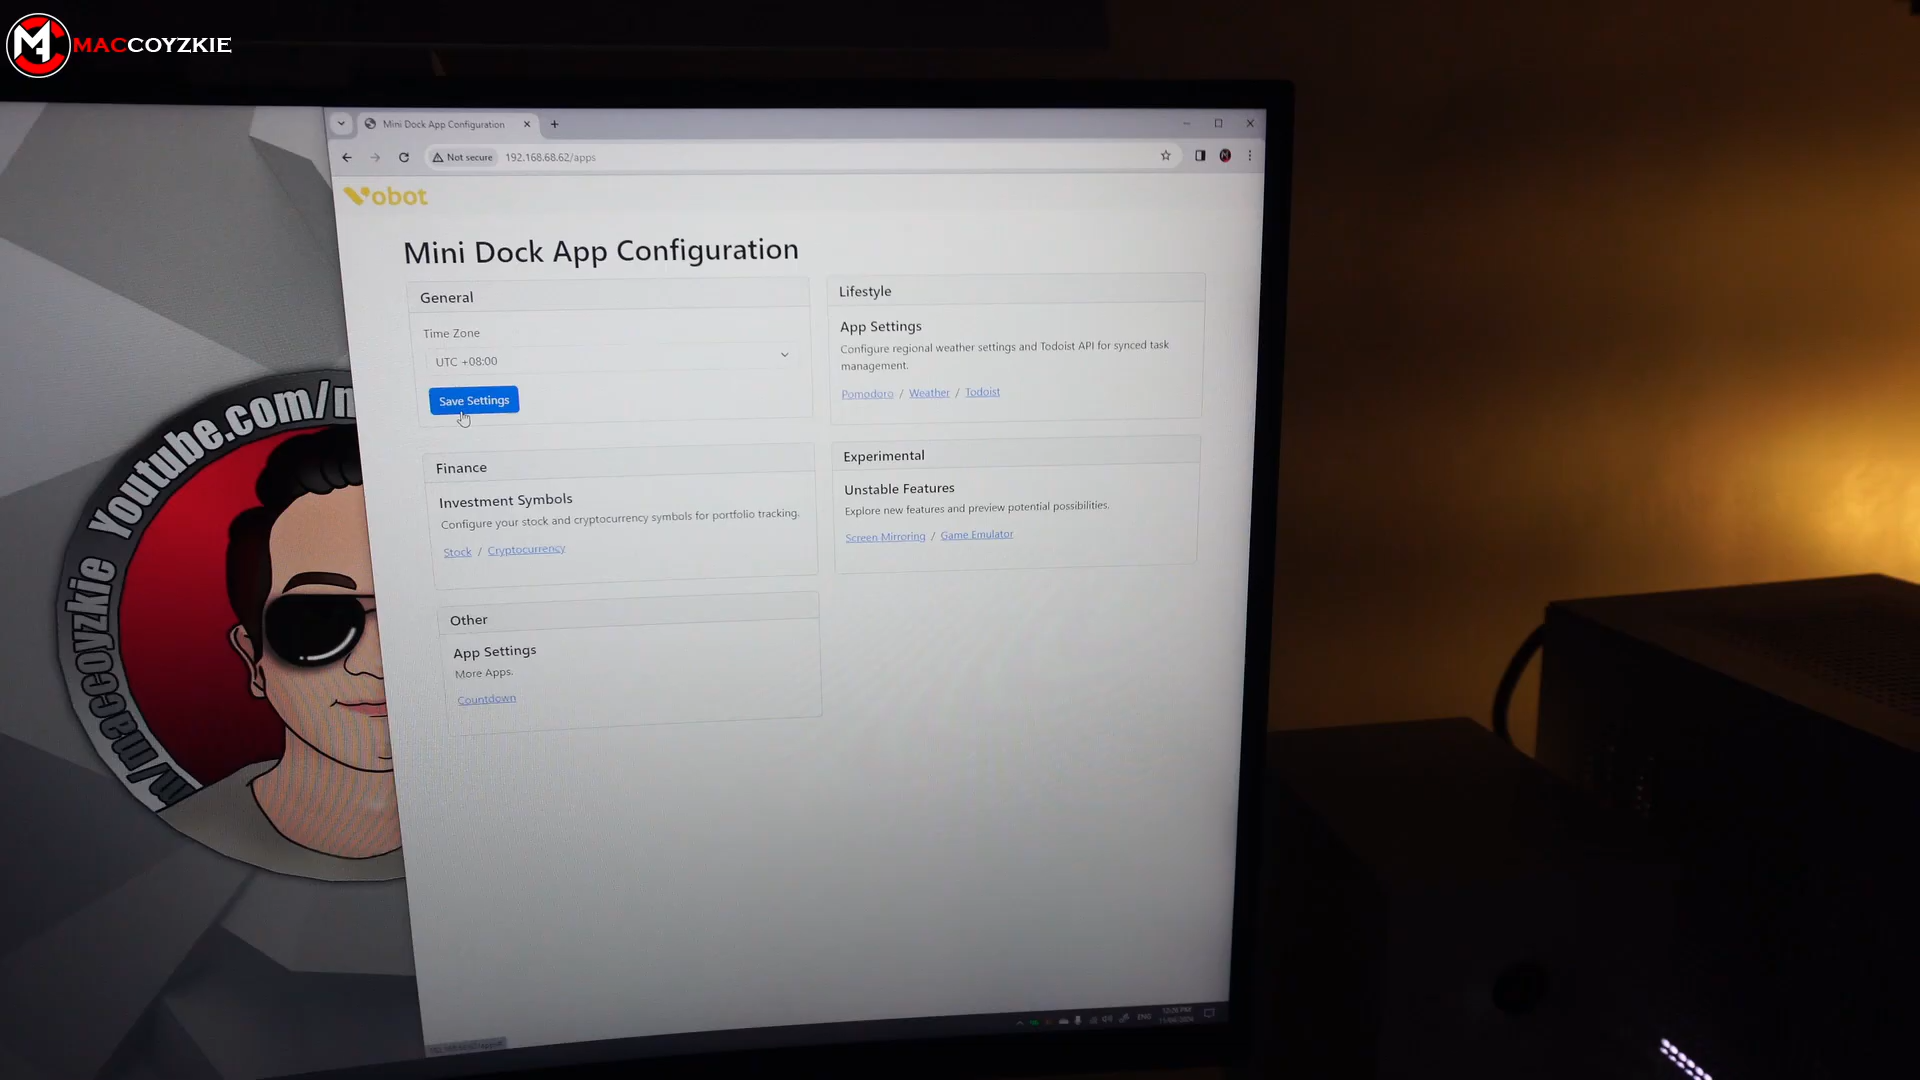 MACCOYZKIE
Mini Dock App Configuration
Not secure
192.168.68.62/apps
Vobot
Mini Dock App Configuration
General
Time Zone
UTC +08:00
Save Settings
Lifestyle
App Settings
Configure regional weather settings and Todoist API for synced task
management.
Pomodoro / Weather / Todoist
Finance
Investment Symbols
Configure your stock and cryptocurrency symbols for portfolio tracking.
Stock / Cryptocurrency
Experimental
Unstable Features
Explore new features and preview potential possibilities.
Screen Mirroring / Game Emulator
Other
App Settings
More Apps.
Countdown
Youtube.com/m
m/maccoyzkie
ENG